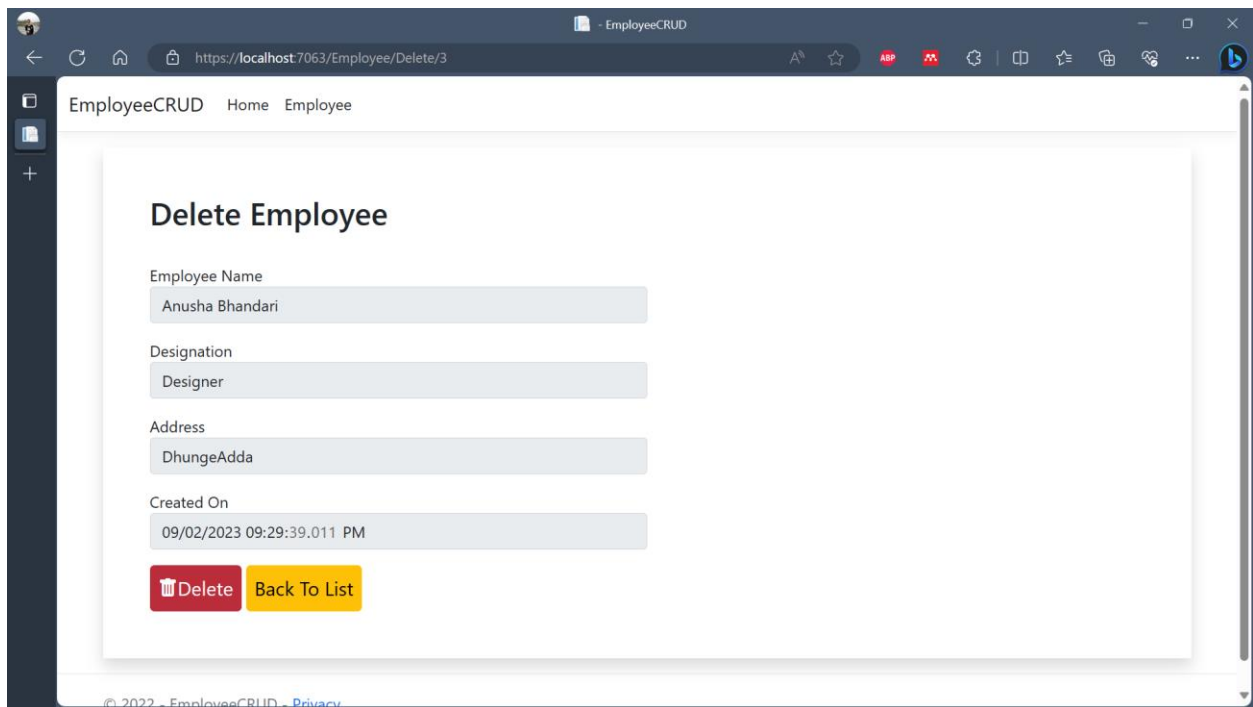 - EmployeeCRUD
https://localhost:7063/Employee/Delete/3
ABP
EmployeeCRUD Home Employee
Delete Employee
Employee Name
Anusha Bhandari
Designation
Designer
Address
DhungeAdda
Created On
09/02/2023 09:29:39.011 PM
Delete Back To List
© 2022 - EmployeeCRUD - Privacy